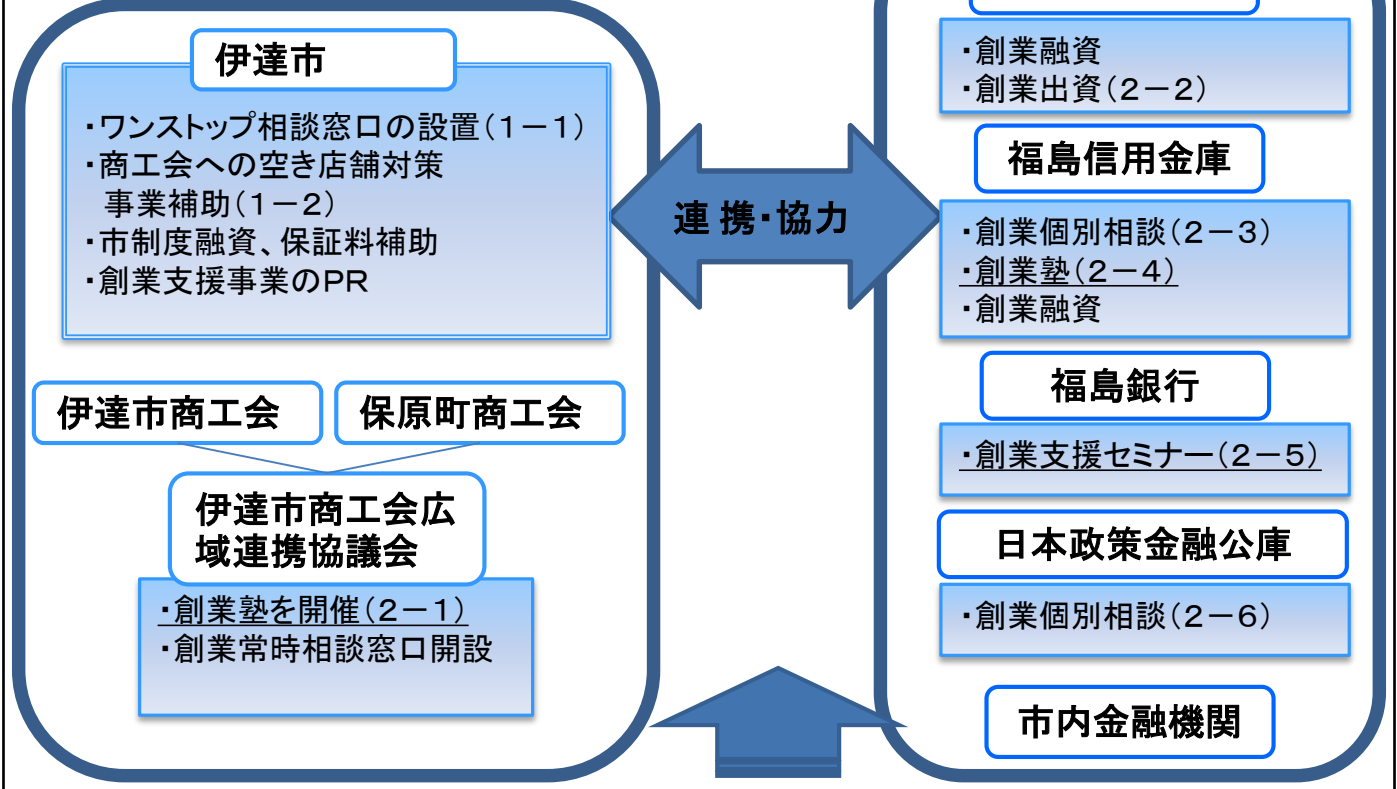 伊達市
・ワンストップ相談窓口の設置(1-1)
・商工会への空き店舗対策
事業補助(1-2)
・市制度融資、保証料補助
・創業支援事業のPR
伊達市商工会
保原町商工会
伊達市商工会広
域連携協議会
・創業塾を開催(2-1)
・創業常時相談窓口開設
連携・協力
・創業融資
・創業出資(2-2)
福島信用金庫
・創業個別相談(2-3)
・創業塾(2-4)
・創業融資
福島銀行
・創業支援セミナー(2-5)
日本政策金融公庫
・創業個別相談(2-6)
市内金融機関